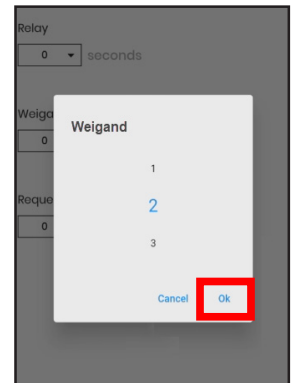 Relay
0 seconds
Weiga
0
Reque
0
Weigand
1
2
3
Cancel Ok